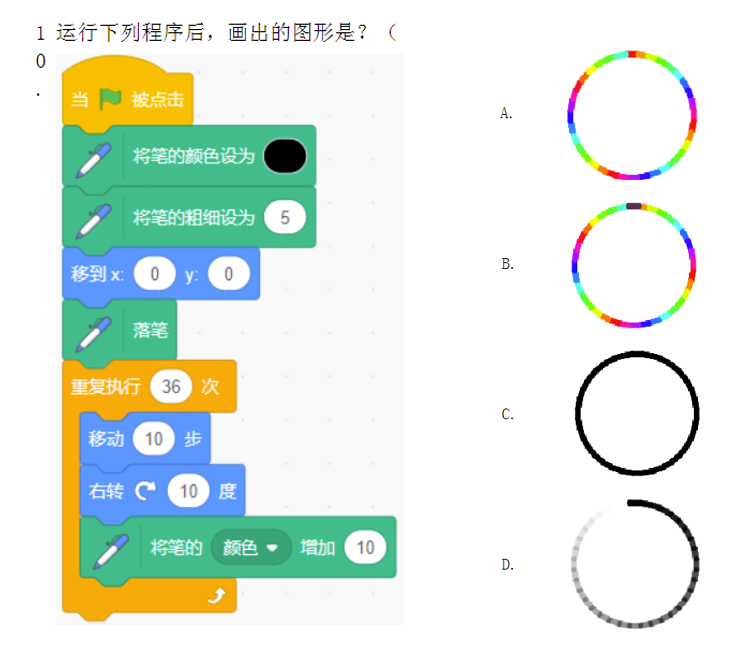 1 运行下列程序后，画出的图形是？（
0
.
当 被点击
将笔的颜色设为
将笔的粗细设为 5
移到 x: 0 y: 0
落笔
重复执行 36 次
移动 10 步
右转 10 度
将笔的 颜色 增加 10
A.
B.
C.
D.